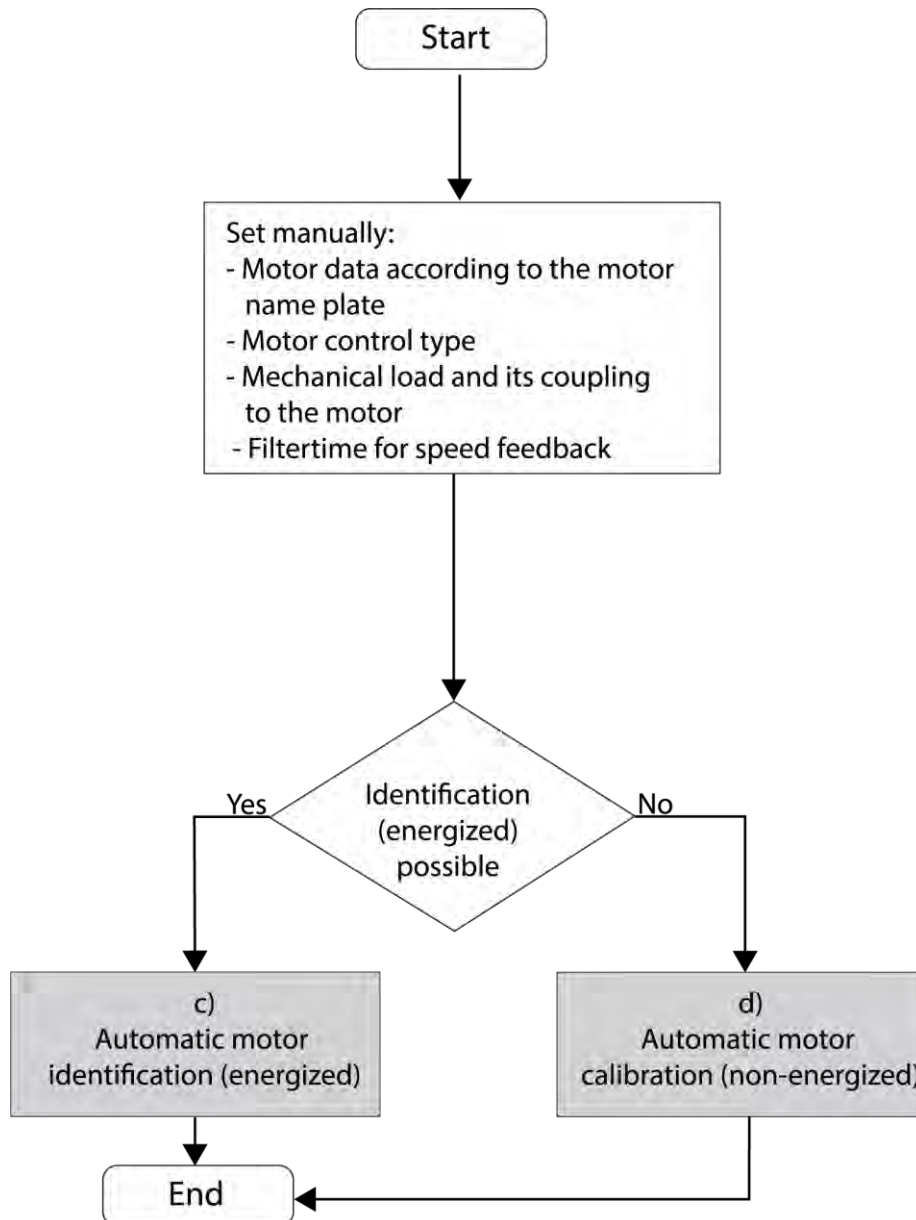 Start
Set manually:
- Motor data according to the motor
name plate
- Motor control type
- Mechanical load and its coupling
to the motor
- Filtertime for speed feedback
Yes
No
Identification
(energized)
possible
c)
Automatic motor
identification (energized)
d)
Automatic motor
calibration (non-energized)
End